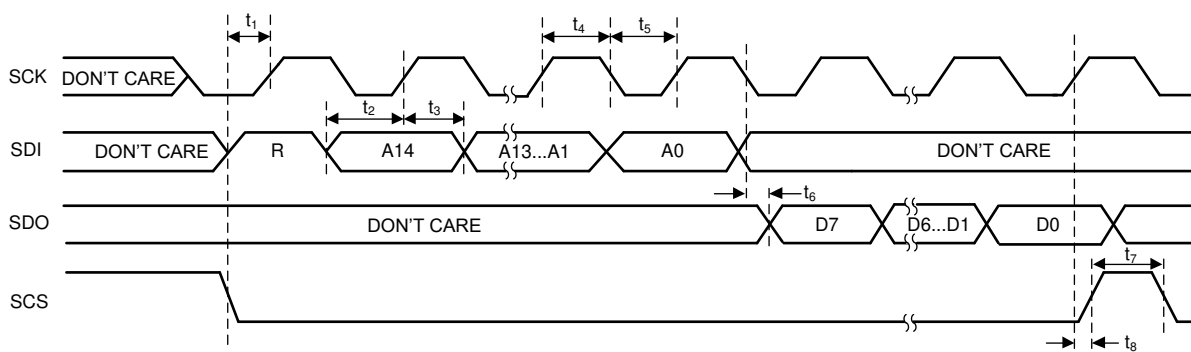 t1
t4
t5
SCK
DON'T CARE
t2
t3
SDI
DON'T CARE
R
A14
A13...A1
A0
DON'T CARE
t6
SDO
DON'T CARE
D7
D6...D1
D0
t7
SCS
t8